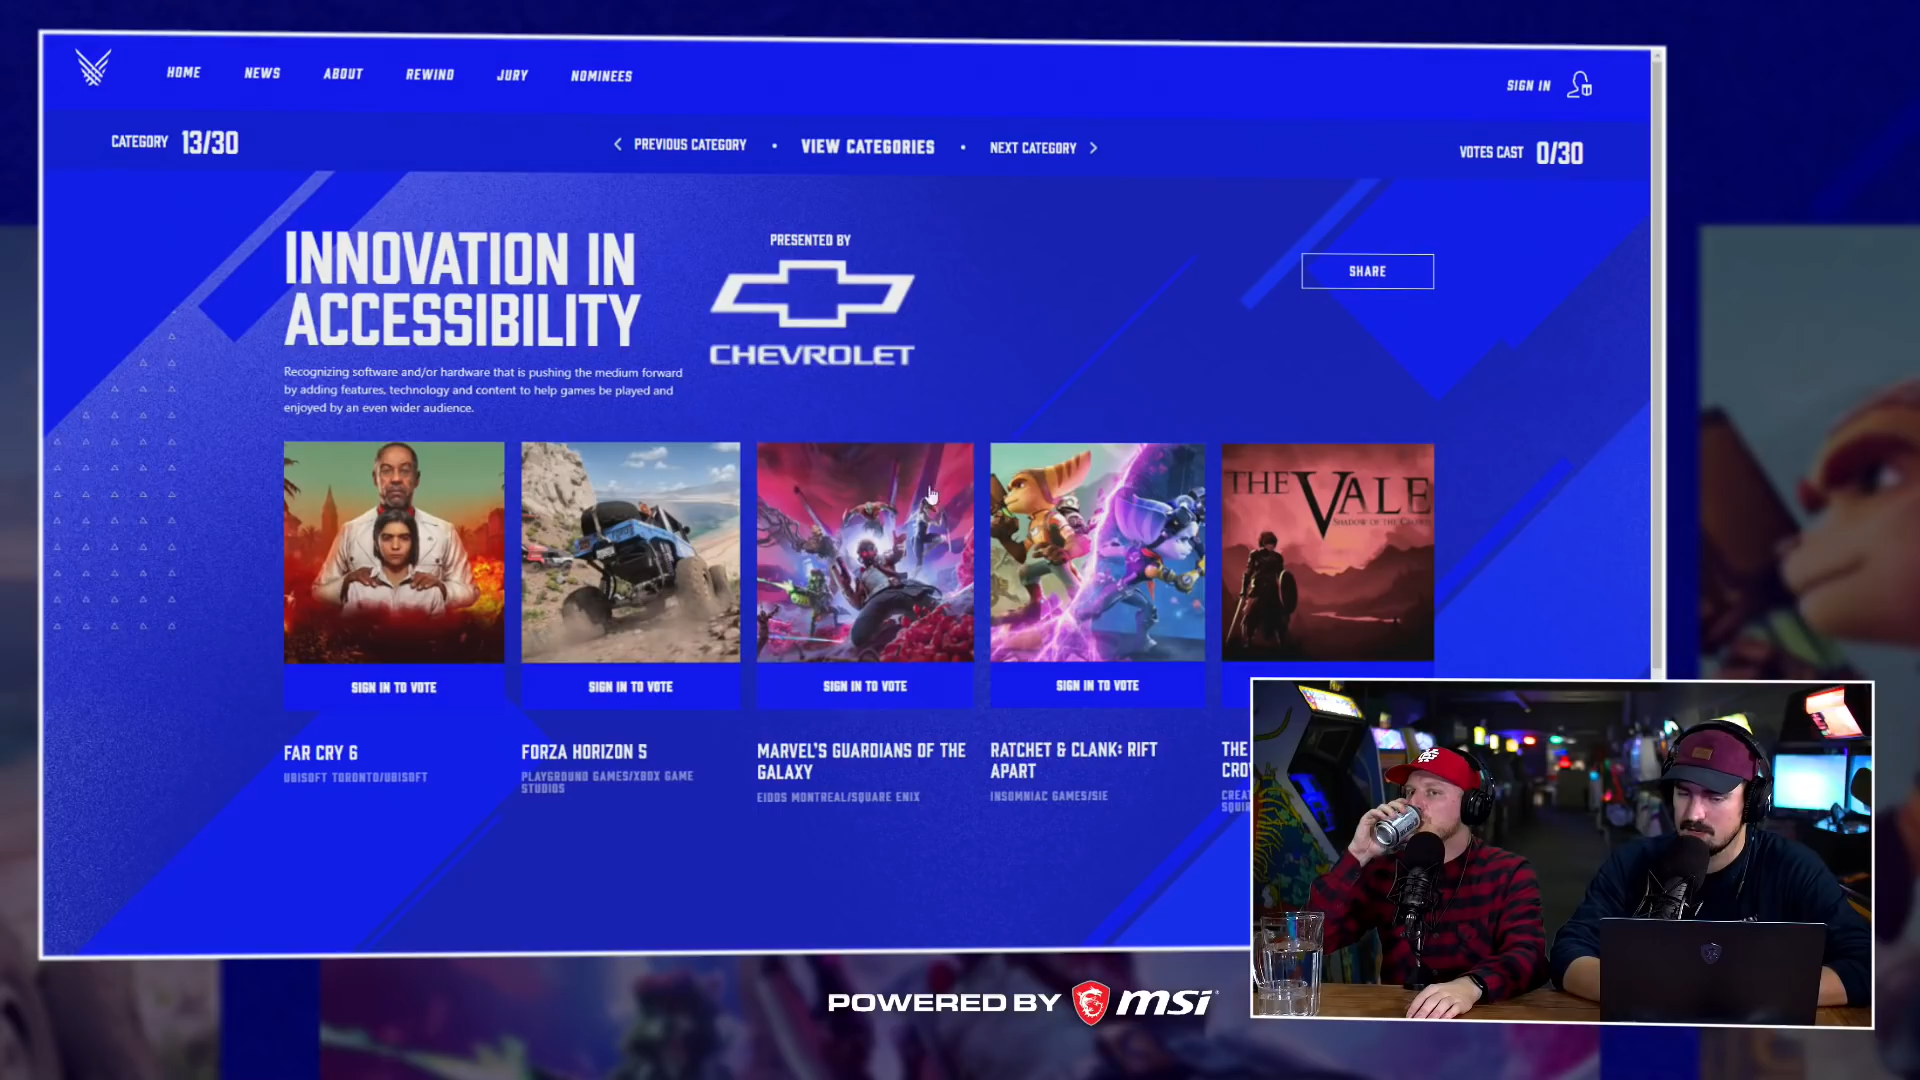 HOME
NEWS
ABOUT
REWIND
JURY
NOMINEES
SIGN IN
CATEGORY 13/30
PREVIOUS CATEGORY • VIEW CATEGORIES • NEXT CATEGORY
VOTES CAST 0/30
INNOVATION IN
ACCESSIBILITY
PRESENTED BY
CHEVROLET
SHARE
Recognizing software and/or hardware that is pushing the medium forward
by adding features, technology and content to help games be played and
enjoyed by an even wider audience.
THE VALE
SHADOW OF THE CROWN
SIGN IN TO VOTE
SIGN IN TO VOTE
SIGN IN TO VOTE
SIGN IN TO VOTE
FAR CRY 6
UBISOFT TORONTO/UBISOFT
FORZA HORIZON 5
PLAYGROUND GAMES/XBOX GAME
STUDIOS
MARVEL'S GUARDIANS OF THE
GALAXY
EIDOS MONTREAL/SQUARE ENIX
RATCHET & CLANK: RIFT
APART
INSOMNIAC GAMES/SIE
THE
POWERED BY msi